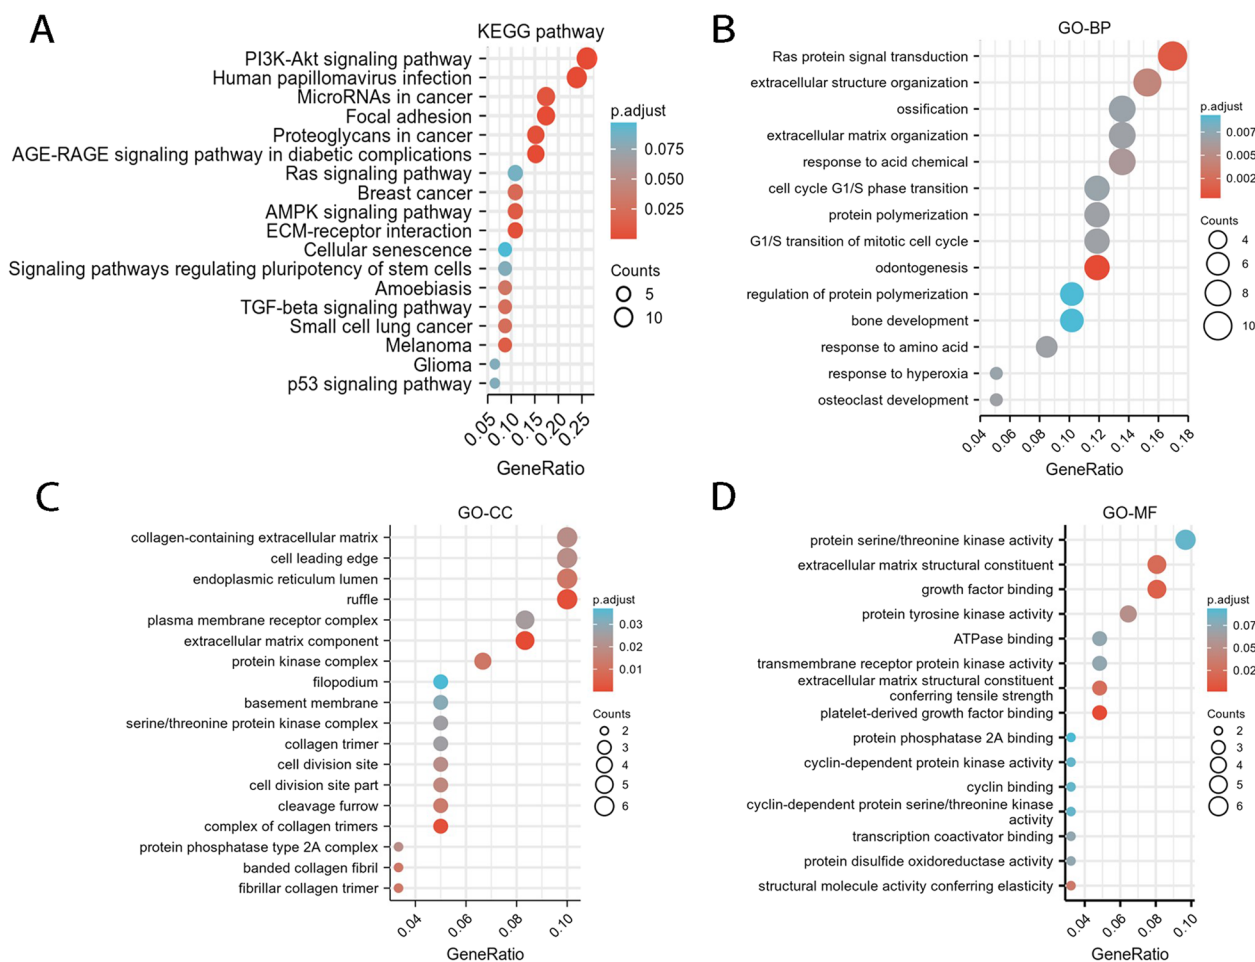 A
KEGG pathway
PI3K-Akt signaling pathway
Human papillomavirus infection
MicroRNAs in cancer
Focal adhesion
Proteoglycans in cancer
AGE-RAGE signaling pathway in diabetic complications
Ras signaling pathway
Breast cancer
AMPK signaling pathway
ECM-receptor interaction
Cellular senescence
Signaling pathways regulating pluripotency of stem cells
Amoebiasis
TGF-beta signaling pathway
Small cell lung cancer
Melanoma
Glioma
p53 signaling pathway
0.05 0.10 0.15 0.20 0.25
GeneRatio
p.adjust
0.075
0.050
0.025
Counts
5
10
B
GO-BP
Ras protein signal transduction
extracellular structure organization
ossification
extracellular matrix organization
response to acid chemical
cell cycle G1/S phase transition
protein polymerization
G1/S transition of mitotic cell cycle
odontogenesis
regulation of protein polymerization
bone development
response to amino acid
response to hyperoxia
osteoclast development
0.04 0.06 0.08 0.10 0.12 0.14 0.16 0.18
GeneRatio
p.adjust
0.007
0.005
0.002
Counts
4
6
8
10
C
GO-CC
collagen-containing extracellular matrix
cell leading edge
endoplasmic reticulum lumen
ruffle
plasma membrane receptor complex
extracellular matrix component
protein kinase complex
filopodium
basement membrane
serine/threonine protein kinase complex
collagen trimer
cell division site
cell division site part
cleavage furrow
complex of collagen trimers
protein phosphatase type 2A complex
banded collagen fibril
fibrillar collagen trimer
0.04 0.06 0.08 0.10
GeneRatio
p.adjust
0.03
0.02
0.01
Counts
2
3
4
5
6
D
GO-MF
protein serine/threonine kinase activity
extracellular matrix structural constituent
growth factor binding
protein tyrosine kinase activity
ATPase binding
transmembrane receptor protein kinase activity
extracellular matrix structural constituent
conferring tensile strength
platelet-derived growth factor binding
protein phosphatase 2A binding
cyclin-dependent protein kinase activity
cyclin binding
cyclin-dependent protein serine/threonine kinase
activity
transcription coactivator binding
protein disulfide oxidoreductase activity
structural molecule activity conferring elasticity
0.04 0.06 0.08 0.10
GeneRatio
p.adjust
0.07
0.05
0.02
Counts
2
3
4
5
6